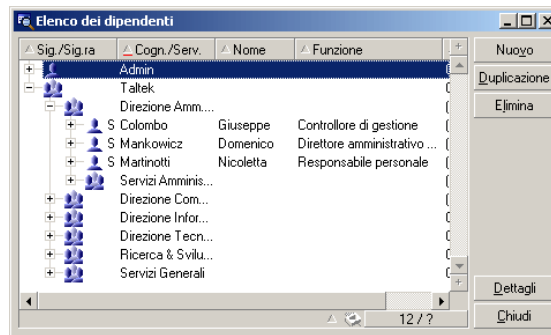 Elenco dei dipendenti
Sig./Sig.ra Cogn./Serv. Nome Funzione
Admin
Taltek
Direzione Amm....
S Colombo Giuseppe Controllore di gestione
S Mankowicz Domenico Direttore amministrativo ...
S Martinotti Nicoletta Responsabile personale
Servizi Amminis...
Direzione Com...
Direzione Infor...
Direzione Tecn...
Ricerca & Svilu...
Servizi Generali
12 / ?
Nuovo
Duplicazione
Elimina
Dettagli
Chiudi